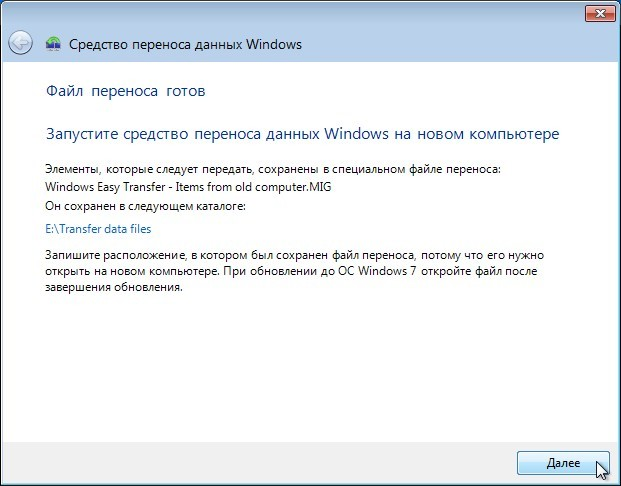 Средство переноса данных Windows
Файл переноса готов
Запустите средство переноса данных Windows на новом компьютере
Элементы, которые следует передать, сохранены в специальном файле переноса:
Windows Easy Transfer - Items from old computer.MIG
Он сохранен в следующем каталоге:
E:\Transfer data files
Запишите расположение, в котором был сохранен файл переноса, потому что его нужно
открыть на новом компьютере. При обновлении до ОС Windows 7 откройте файл после
завершения обновления.
Далее